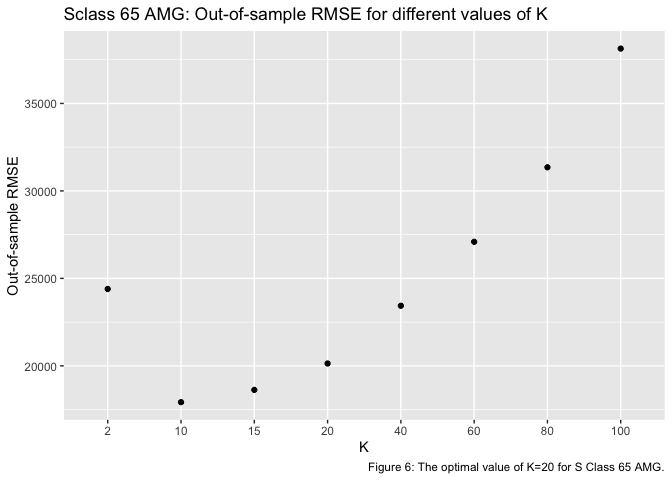 Sclass 65 AMG: Out-of-sample RMSE for different values of K
Out-of-sample RMSE
35000
30000
25000
20000
2 10 15 20 40 60 80 100
K
Figure 6: The optimal value of K=20 for S Class 65 AMG.